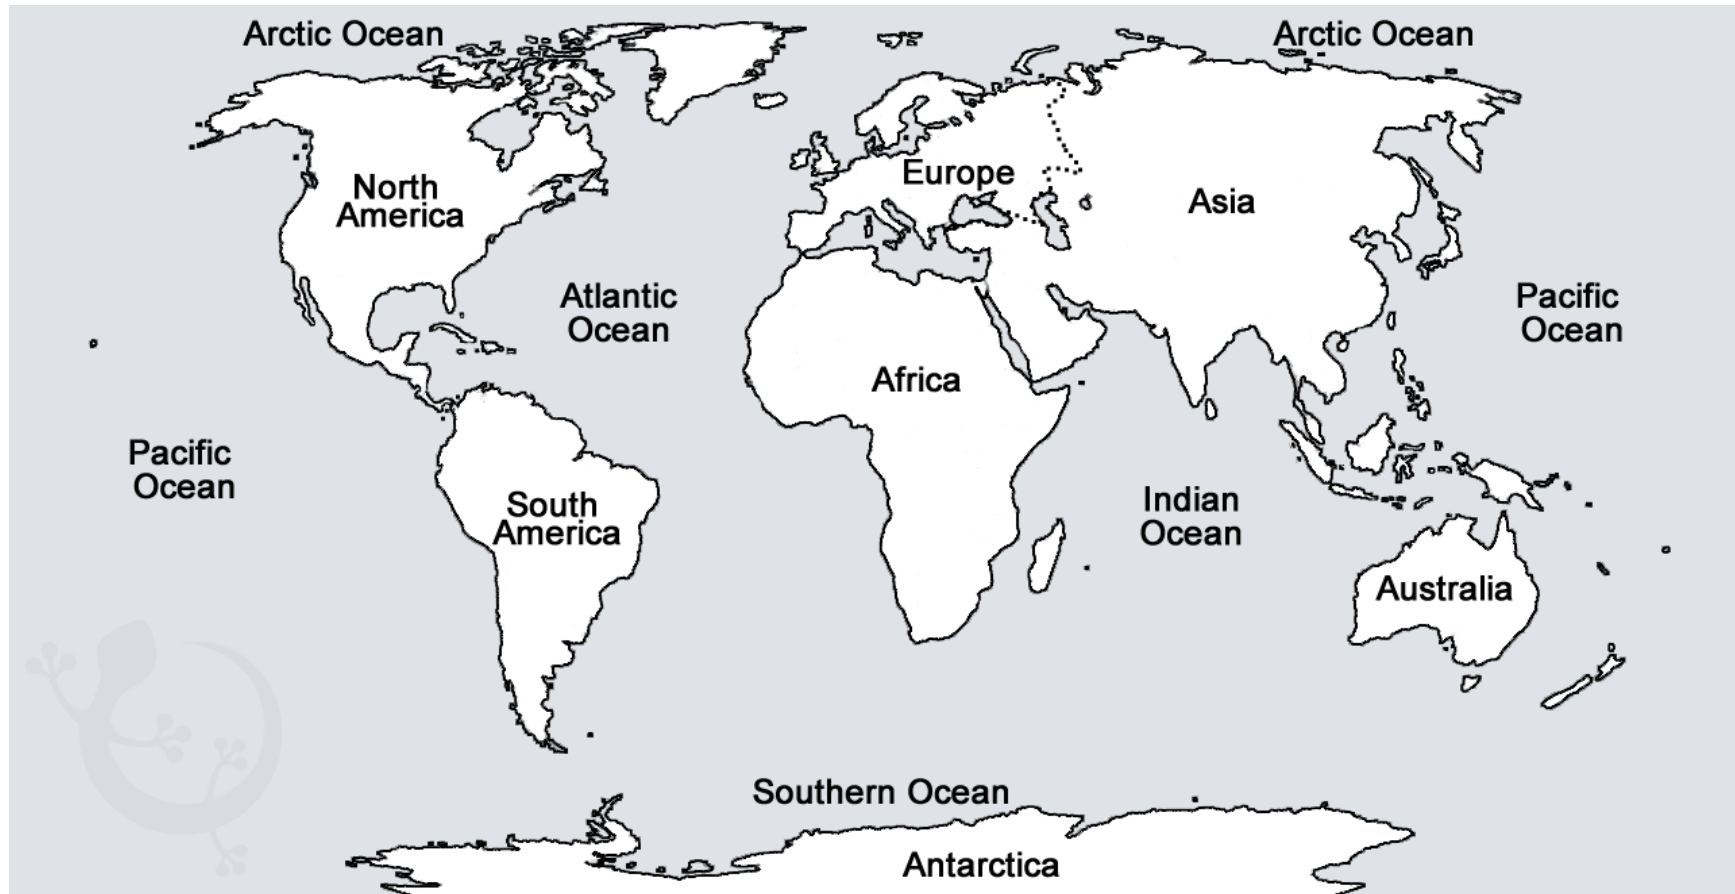 Arctic Ocean
Arctic Ocean
North
America
Europe
Asia
Atlantic
Ocean
Pacific
Ocean
Africa
Pacific
Ocean
South
America
Indian
Ocean
Australia
Southern Ocean
Antarctica